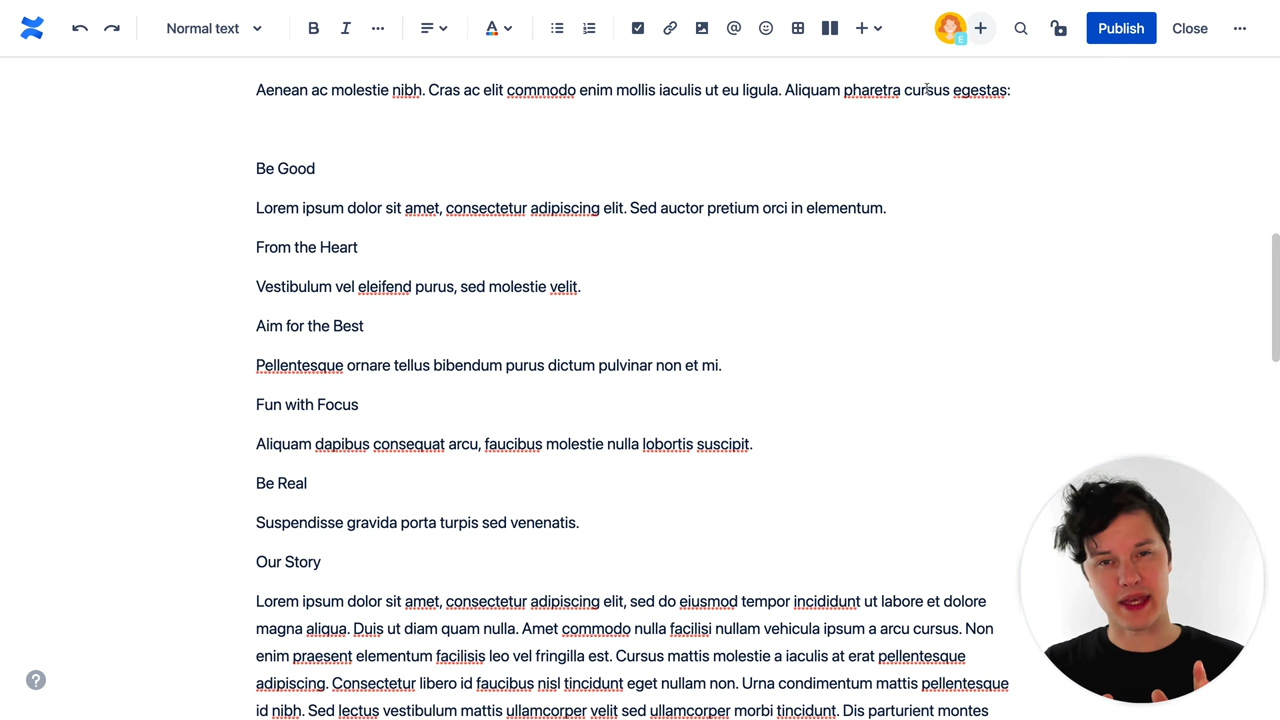 Normal text B I Publish Close
E
Aenean ac molestie nibh. Cras ac elit commodo enim mollis iaculis ut eu ligula. Aliquam pharetra cursus egestas:
Be Good
Lorem ipsum dolor sit amet, consectetur adipiscing elit. Sed auctor pretium orci in elementum.
From the Heart
Vestibulum vel eleifend purus, sed molestie velit.
Aim for the Best
Pellentesque ornare tellus bibendum purus dictum pulvinar non et mi.
Fun with Focus
Aliquam dapibus consequat arcu, faucibus molestie nulla lobortis suscipit.
Be Real
Suspendisse gravida porta turpis sed venenatis.
Our Story
Lorem ipsum dolor sit amet, consectetur adipiscing elit, sed do eiusmod tempor incididunt ut labore et dolore
magna aliqua. Duis ut diam quam nulla. Amet commodo nulla facilisi nullam vehicula ipsum a arcu cursus. Non
enim praesent elementum facilisis leo vel fringilla est. Cursus mattis molestie a iaculis at erat pellentesque
adipiscing. Consectetur libero id faucibus nisl tincidunt eget nullam non. Urna condimentum mattis pellentesque
id nibh. Sed lectus vestibulum mattis ullamcorper velit sed ullamcorper morbi tincidunt. Dis parturient montes